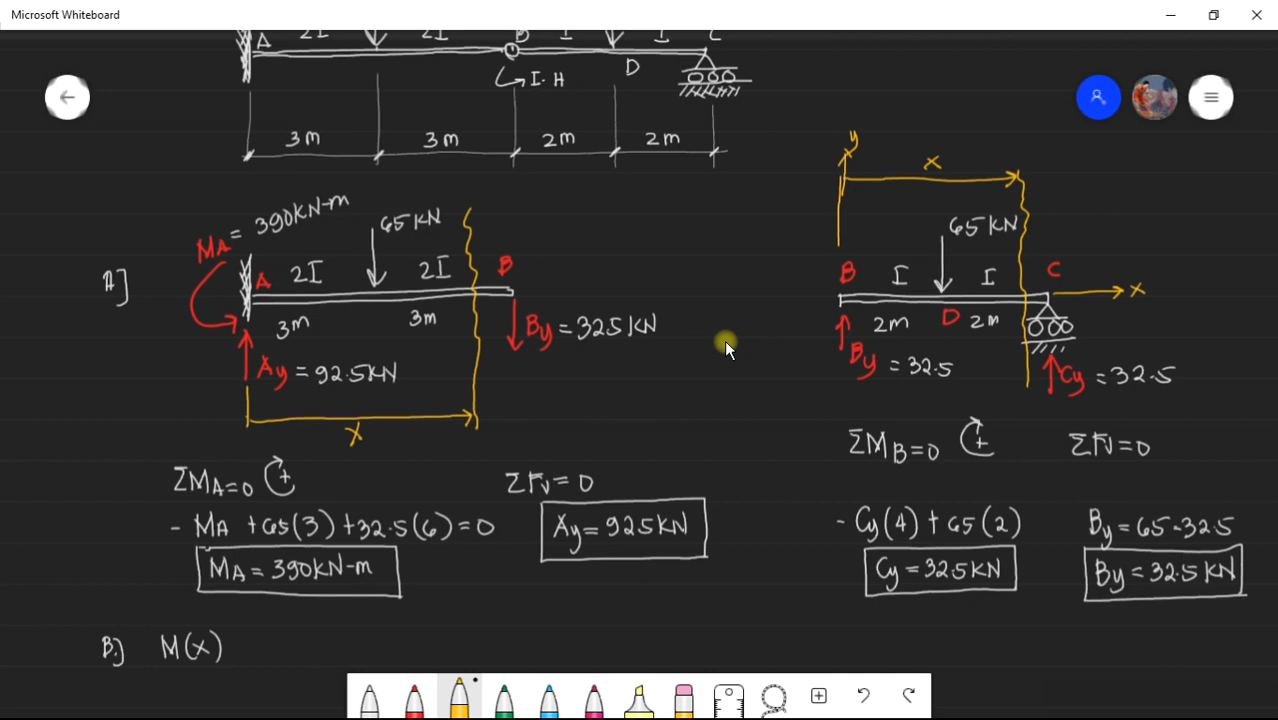 Microsoft Whiteboard
A 2I 2I B I I C
I.H D
3m 3m 2m 2m
y
x
MA = 390KN-m 65 KN
65 KN
A] A 2I 2I B
B I I C x
3m 3m By = 32.5 KN
2m D 2m
Ay = 92.5KN
By = 32.5 Cy = 32.5
x
ΣMB=0 + ΣFv=0
ΣMA=0 + ΣFv=0
- MA + 65(3) + 32.5(6) = 0 Ay = 92.5KN
- Cy(4) + 65(2) By = 65-32.5
MA = 390KN-m
Cy = 32.5KN By = 32.5 KN
B.) M(x)